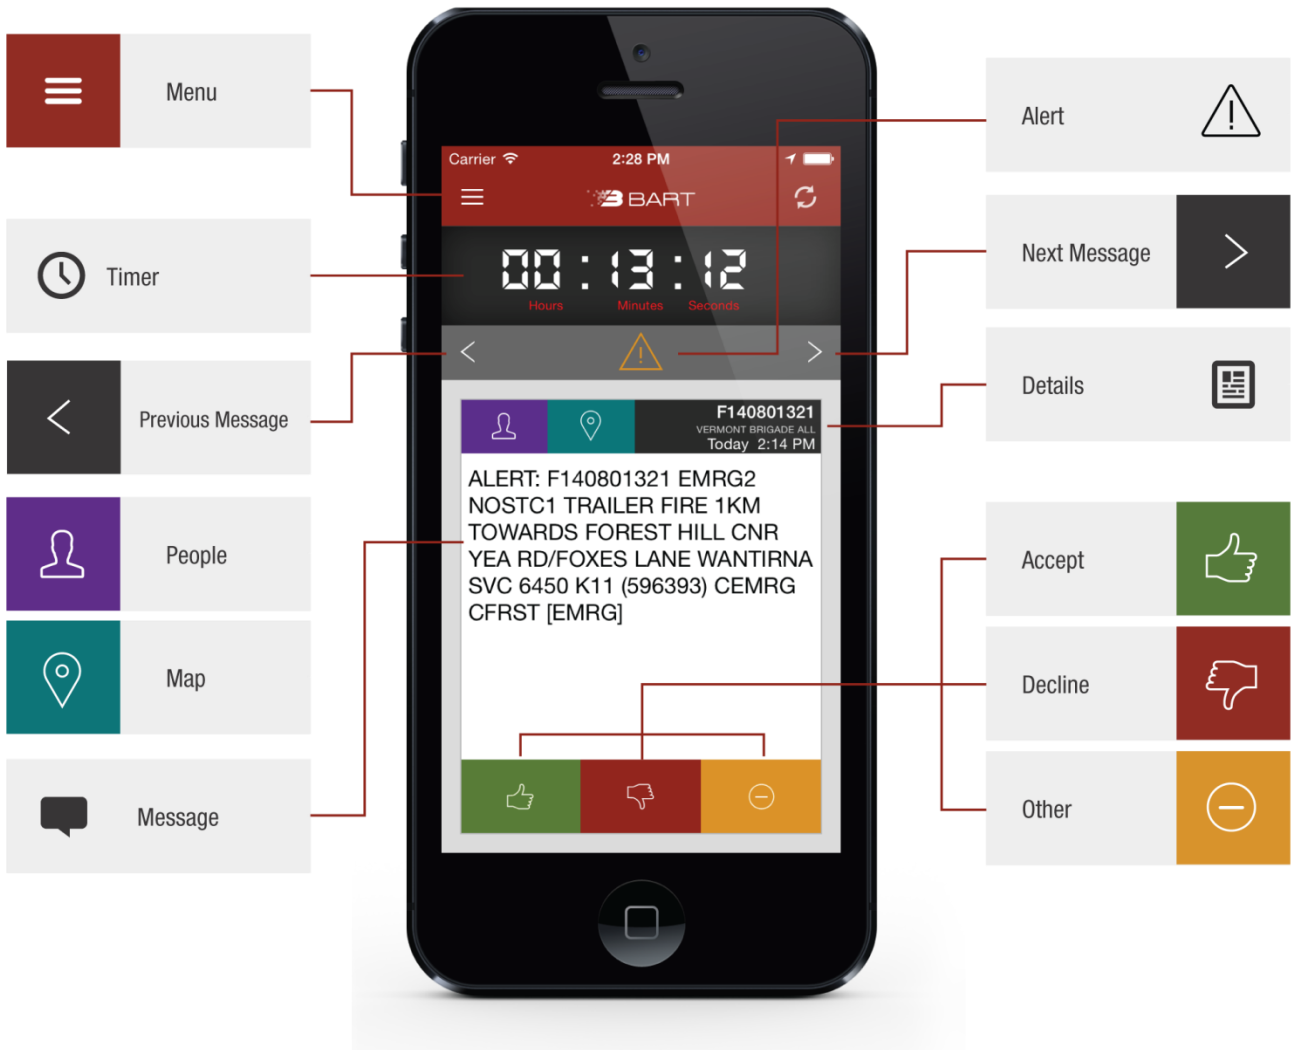 Menu
Timer
Previous Message
People
Map
Message
Carrier 2:28 PM
BART
00 : 13 : 12
Hours Minutes Seconds
F140801321
VERMONT BRIGADE ALL
Today 2:14 PM
ALERT: F140801321 EMRG2
NOSTC1 TRAILER FIRE 1KM
TOWARDS FOREST HILL CNR
YEA RD/FOXES LANE WANTIRNA
SVC 6450 K11 (596393) CEMRG
CFRST [EMRG]
Alert
Next Message
Details
Accept
Decline
Other